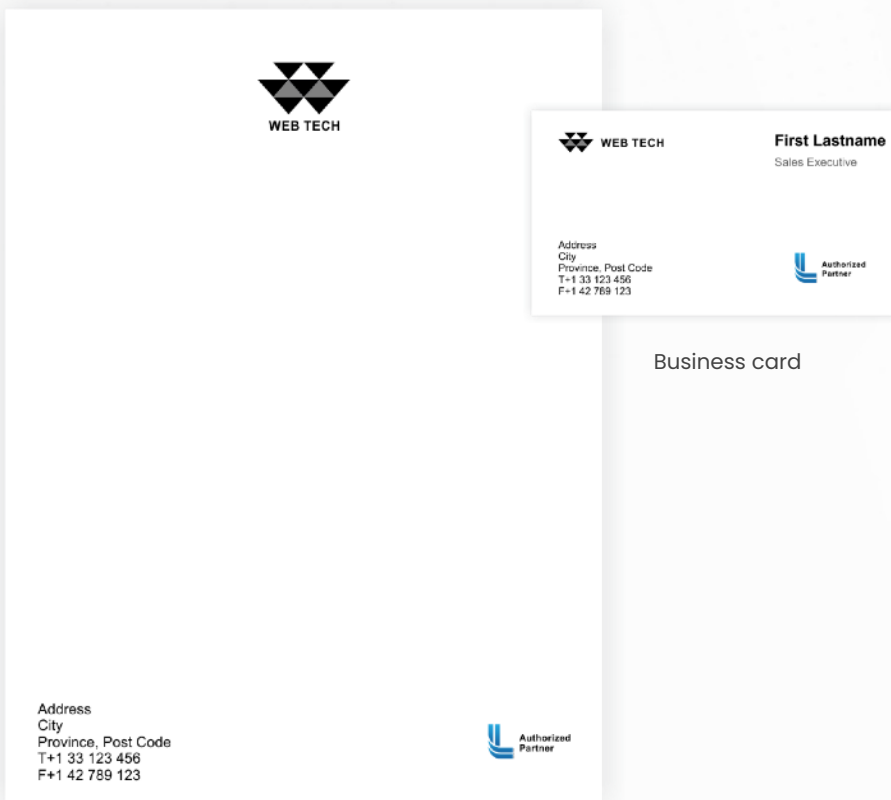 WEB TECH
Address
City
Province, Post Code
T+1 33 123 456
F+1 42 789 123
Authorized
Partner
WEB TECH
First Lastname
Sales Executive
Address
City
Province, Post Code
T+1 33 123 456
F+1 42 789 123
Authorized
Partner
Business card